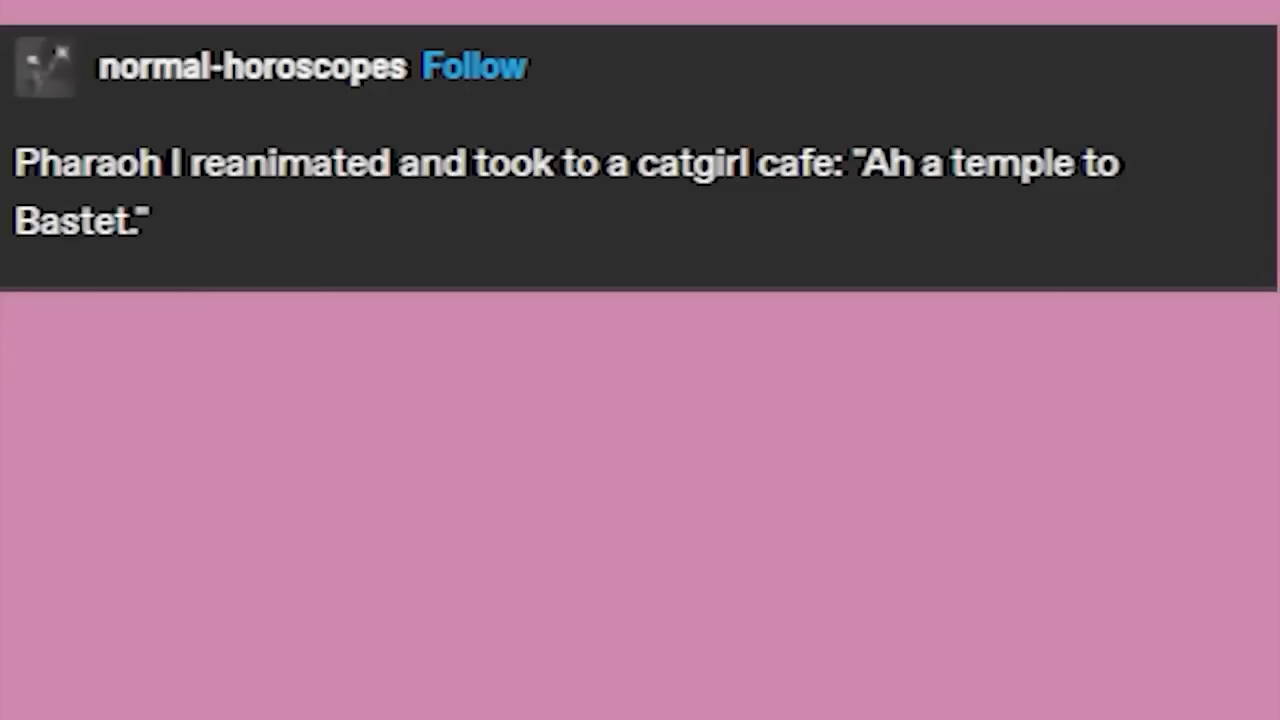 normal-horoscopes Follow
Pharaoh I reanimated and took to a catgirl cafe: "Ah a temple to
Bastet."